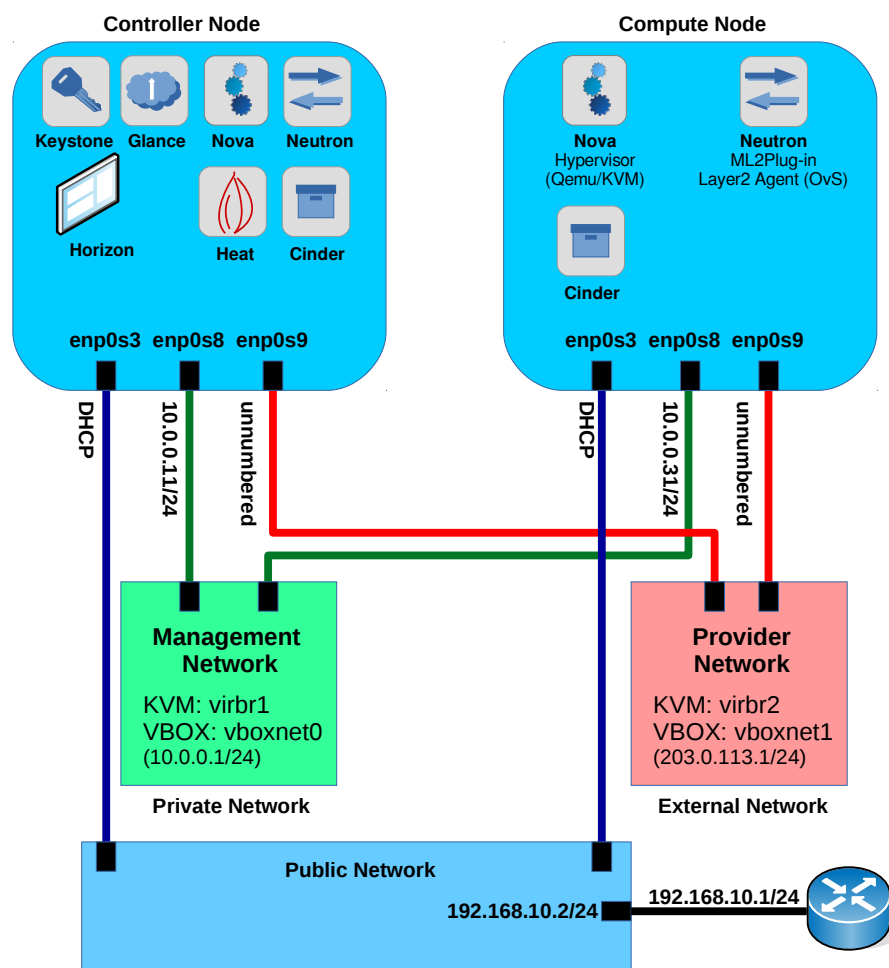 Controller Node
Compute Node
Keystone
Glance
Nova
Neutron
Horizon
Heat
Cinder
Nova
Hypervisor
(Qemu/KVM)
Neutron
ML2Plug-in
Layer2 Agent (OvS)
Cinder
enp0s3 enp0s8 enp0s9
enp0s3 enp0s8 enp0s9
DHCP
10.0.0.11/24
unnumbered
DHCP
10.0.0.31/24
unnumbered
Management
Network
KVM: virbr1
VBOX: vboxnet0
(10.0.0.1/24)
Private Network
Provider
Network
KVM: virbr2
VBOX: vboxnet1
(203.0.113.1/24)
External Network
Public Network
192.168.10.2/24
192.168.10.1/24